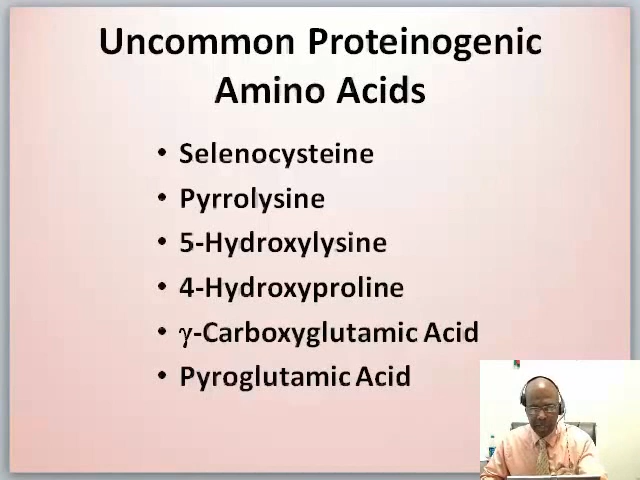 Uncommon Proteinogenic
Amino Acids
• Selenocysteine
• Pyrrolysine
• 5-Hydroxylysine
• 4-Hydroxyproline
• γ-Carboxyglutamic Acid
• Pyroglutamic Acid